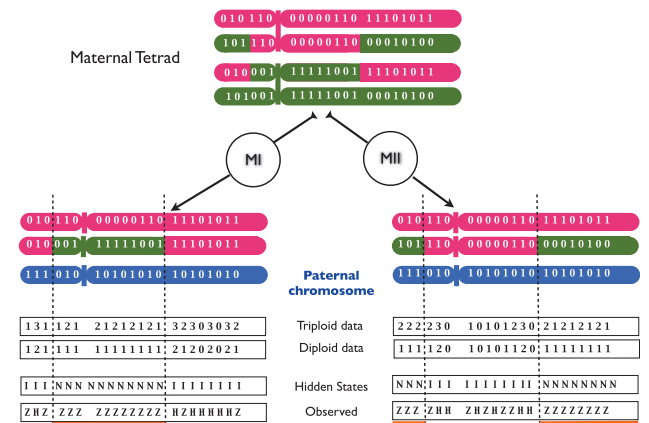 010 110 00000110 11101011
Maternal Tetrad
101 110 00000110 00010100
010 001 11111001 11101011
101001 11111001 00010100
MI
MII
010 110 00000110 11101011
010 001 11111001 11101011
111 010 10101010 10101010
010 110 00000110 11101011
101 110 00000110 00010100
111 010 10101010 10101010
Paternal chromosome
131 121 21212121 32303032
Triploid data
222 230 10101230 21212121
121 111 11111111 21202021
Diploid data
111 120 10101120 11111111
III NNN NNNNNNNN IIIIIIII
Hidden States
NNN III IIIIIIII NNNNNNNN
ZHZ ZZZ ZZZZZZZZ HZHHHHHZ
Observed
ZZZ ZHH ZHZHZZHH ZZZZZZZZ